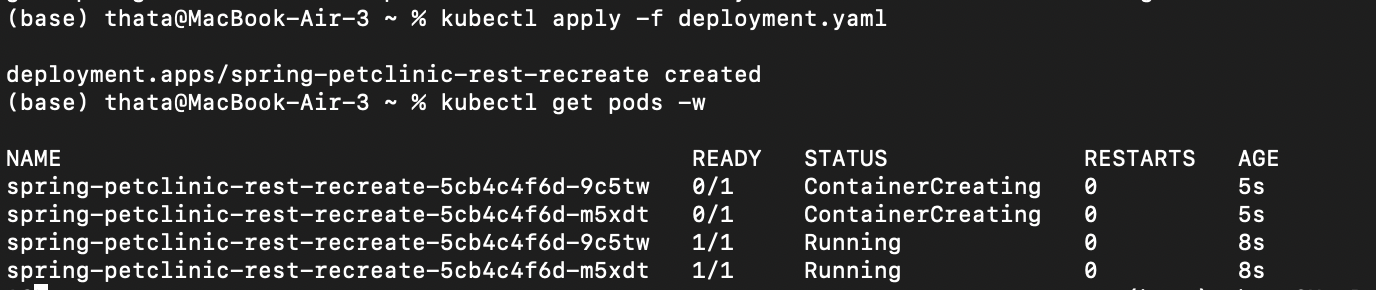 (base) thata@MacBook-Air-3 ~ % kubectl apply -f deployment.yaml
deployment.apps/spring-petclinic-rest-recreate created
(base) thata@MacBook-Air-3 ~ % kubectl get pods -w
NAME READY STATUS RESTARTS AGE
spring-petclinic-rest-recreate-5cb4c4f6d-9c5tw 0/1 ContainerCreating 0 5s
spring-petclinic-rest-recreate-5cb4c4f6d-m5xdt 0/1 ContainerCreating 0 5s
spring-petclinic-rest-recreate-5cb4c4f6d-9c5tw 1/1 Running 0 8s
spring-petclinic-rest-recreate-5cb4c4f6d-m5xdt 1/1 Running 0 8s